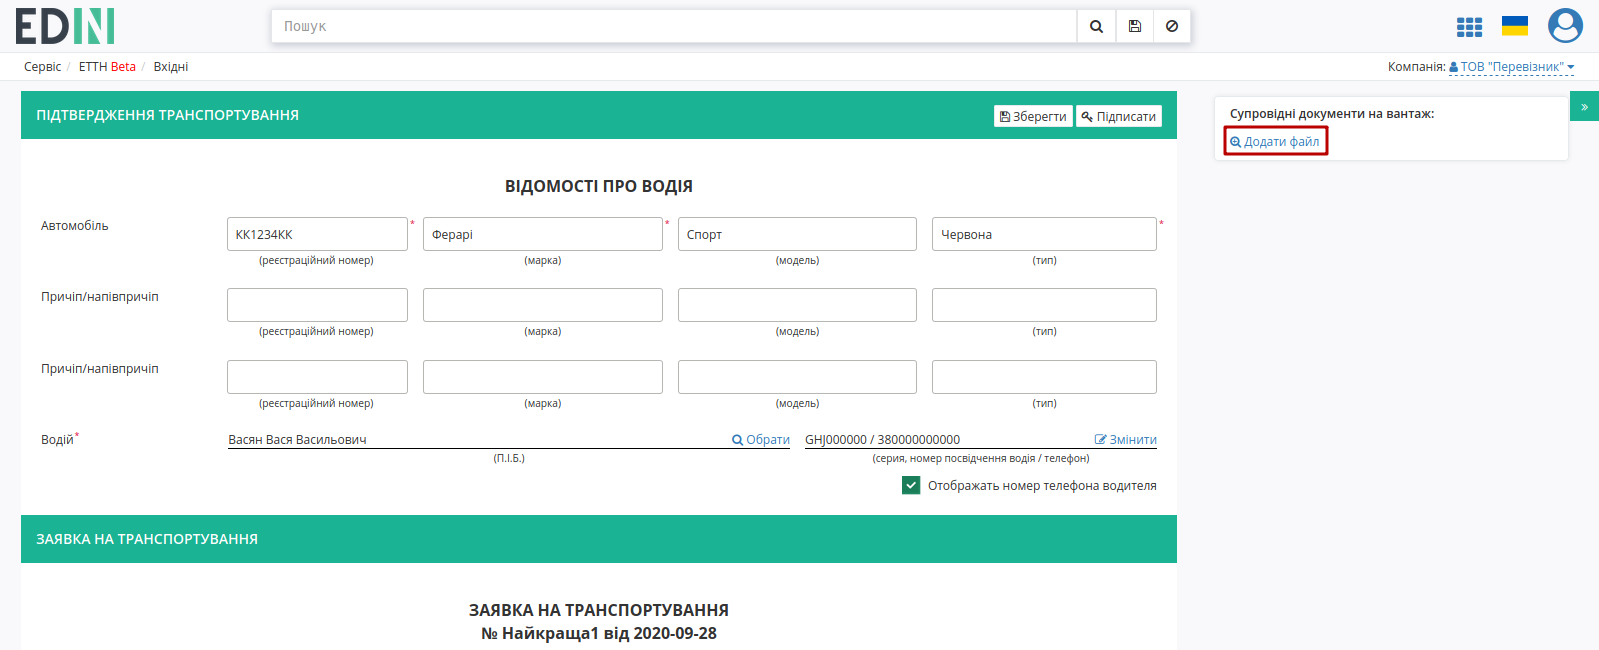 EDIN
Пошук
Сервіс / ЕТТН Beta / Вхідні
Компанія: ТОВ "Перевізник"
ПІДТВЕРДЖЕННЯ ТРАНСПОРТУВАННЯ
Зберегти Підписати
»
Супровідні документи на вантаж:
Додати файл
ВІДОМОСТІ ПРО ВОДІЯ
Автомобіль КК1234КК * Ферарі * Спорт Червона *
(реєстраційний номер) (марка) (модель) (тип)
Причіп/напівпричіп
(реєстраційний номер) (марка) (модель) (тип)
Причіп/напівпричіп
(реєстраційний номер) (марка) (модель) (тип)
Водій* Васян Вася Васильович Обрати GHJ000000 / 380000000000 Змінити
(П.І.Б.) (серия, номер посвідчення водія / телефон)
Отображать номер телефона водителя
ЗАЯВКА НА ТРАНСПОРТУВАННЯ
ЗАЯВКА НА ТРАНСПОРТУВАННЯ
№ Найкраща1 від 2020-09-28